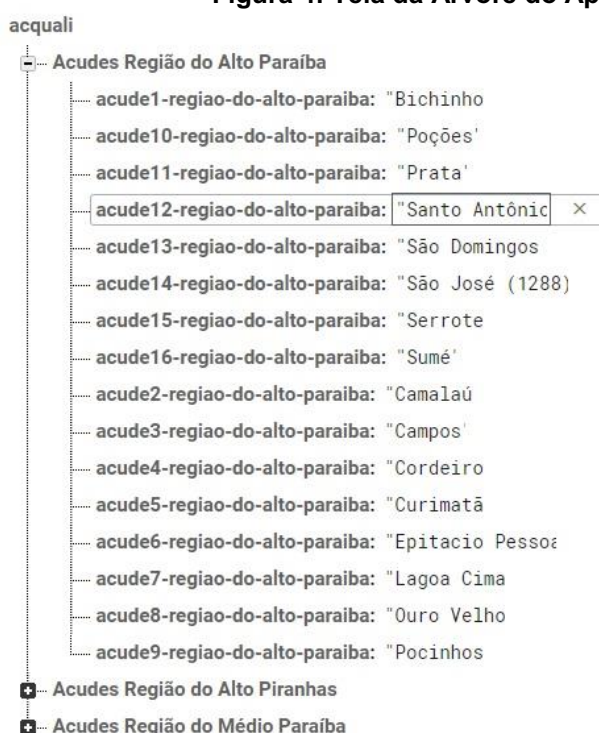 Figura 4: Tela da Árvore do Ap
acquali
Acudes Região do Alto Paraíba
acude1-regiao-do-alto-paraiba: "Bichinho
acude10-regiao-do-alto-paraiba: "Poções'
acude11-regiao-do-alto-paraiba: "Prata'
acude12-regiao-do-alto-paraiba: "Santo Antônic ×
acude13-regiao-do-alto-paraiba: "São Domingos
acude14-regiao-do-alto-paraiba: "São José (1288)
acude15-regiao-do-alto-paraiba: "Serrote
acude16-regiao-do-alto-paraiba: "Sumé'
acude2-regiao-do-alto-paraiba: "Camalaú
acude3-regiao-do-alto-paraiba: "Campos'
acude4-regiao-do-alto-paraiba: "Cordeiro
acude5-regiao-do-alto-paraiba: "Curimatã
acude6-regiao-do-alto-paraiba: "Epitacio Pessoa
acude7-regiao-do-alto-paraiba: "Lagoa Cima
acude8-regiao-do-alto-paraiba: "Ouro Velho
acude9-regiao-do-alto-paraiba: "Pocinhos
Acudes Região do Alto Piranhas
Acudes Região do Médio Paraíba